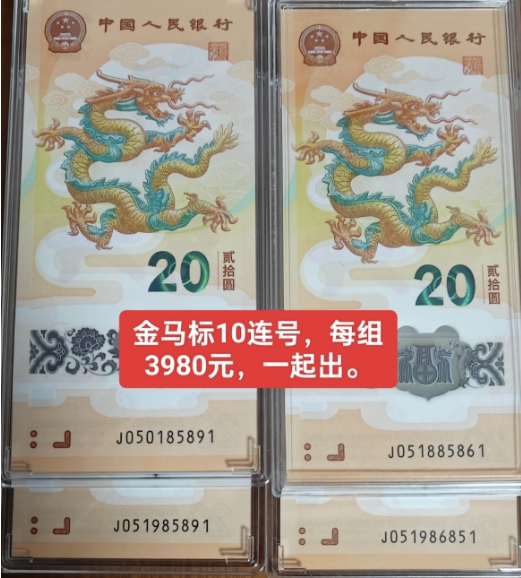 中国人民银行
20
贰拾圆
J050185891
J051985891
中国人民银行
20
贰拾圆
福
J051885861
J051986851
金马标10连号，每组
3980元，一起出。